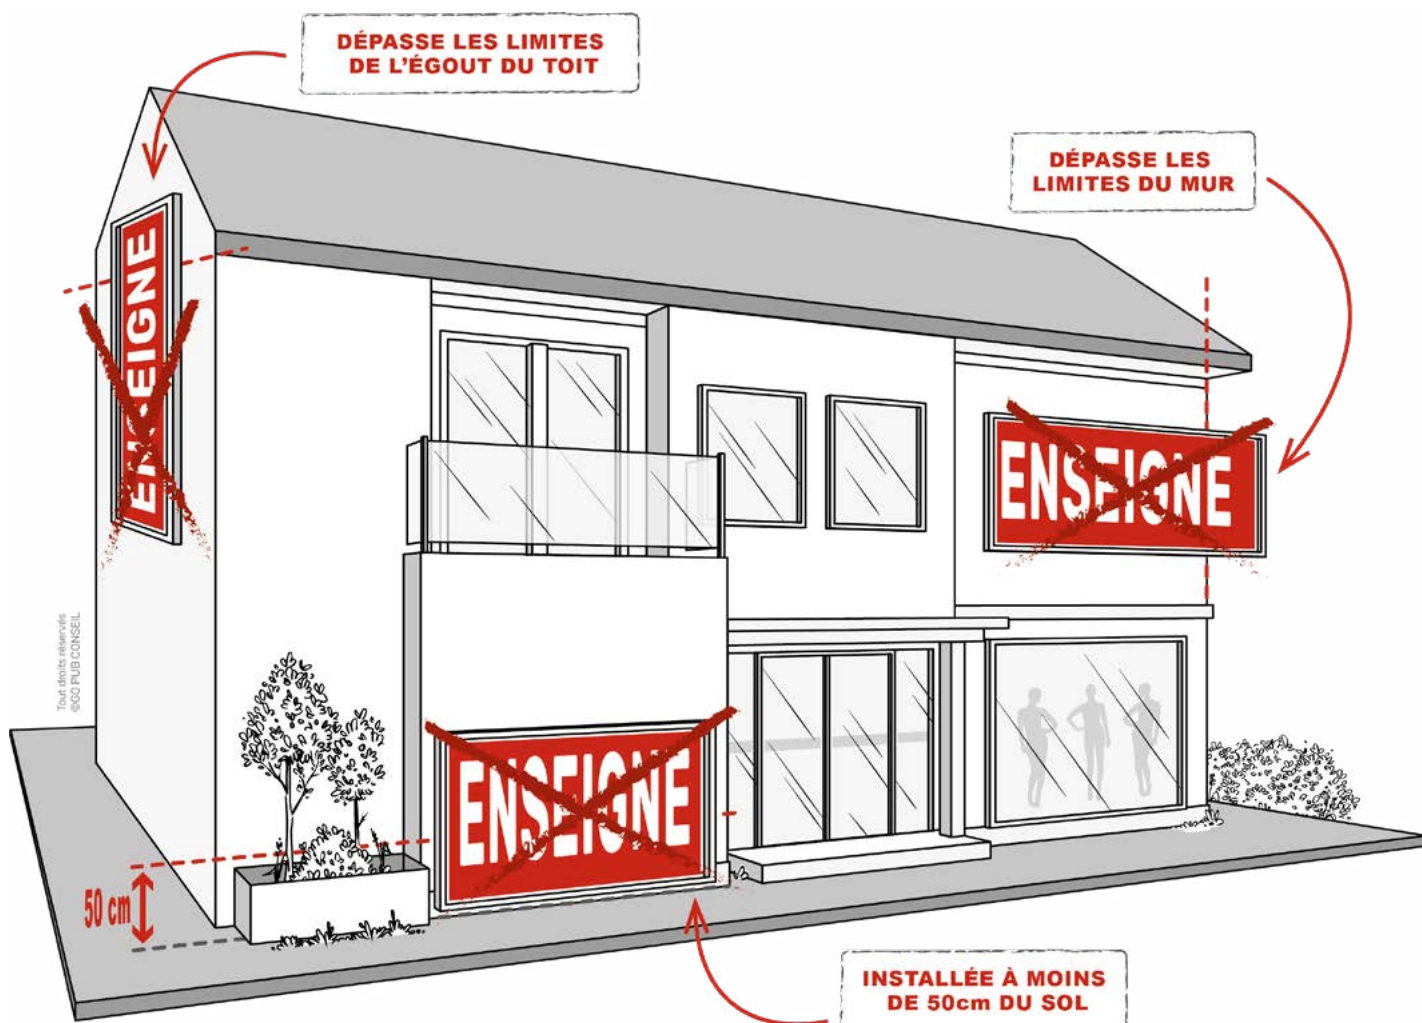 DÉPASSE LES LIMITES
DE L'ÉGOUT DU TOIT
DÉPASSE LES
LIMITES DU MUR
ENSEIGNE
ENSEIGNE
Tout droits réservés
@GO PUB CONSEIL
ENSEIGNE
50 cm
INSTALLÉE À MOINS
DE 50cm DU SOL